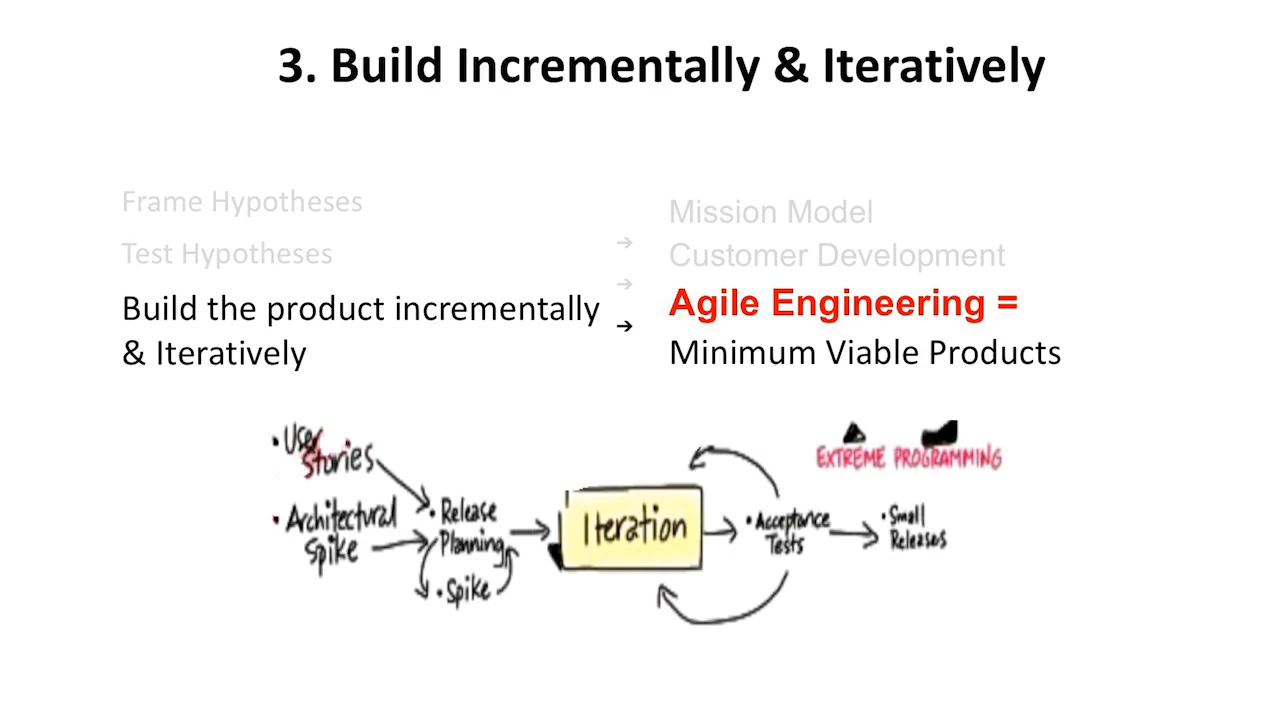 3. Build Incrementally & Iteratively
Frame Hypotheses
Test Hypotheses
Build the product incrementally
& Iteratively
➔
➔
➔
Mission Model
Customer Development
Agile Engineering =
Minimum Viable Products
• User
Stories
• Architectural
Spike
• Release
Planning
• Spike
Iteration
• Acceptance
Tests
EXTREME PROGRAMMING
• Small
Releases